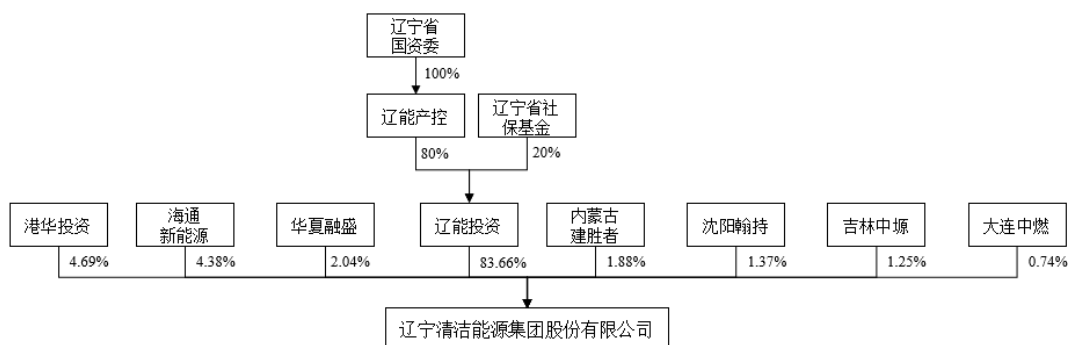 辽宁省
国资委
100%
辽能产控
辽宁省社
保基金
80%
20%
港华投资
海通
新能源
华夏融盛
辽能投资
内蒙古
建胜者
沈阳翰持
吉林中塬
大连中燃
4.69%
4.38%
2.04%
83.66%
1.88%
1.37%
1.25%
0.74%
辽宁清洁能源集团股份有限公司